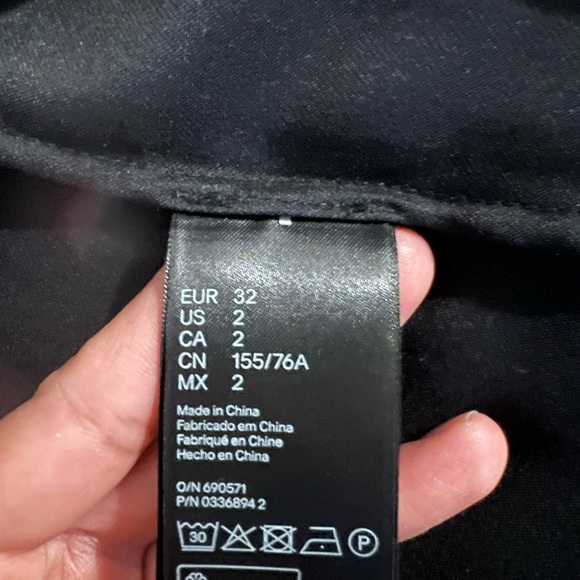 EUR 32
US 2
CA 2
CN 155/76A
MX 2
Made in China
Fabricado em China
Fabriqué en Chine
Hecho en China
O/N 690571
P/N 0336894 2
30
P